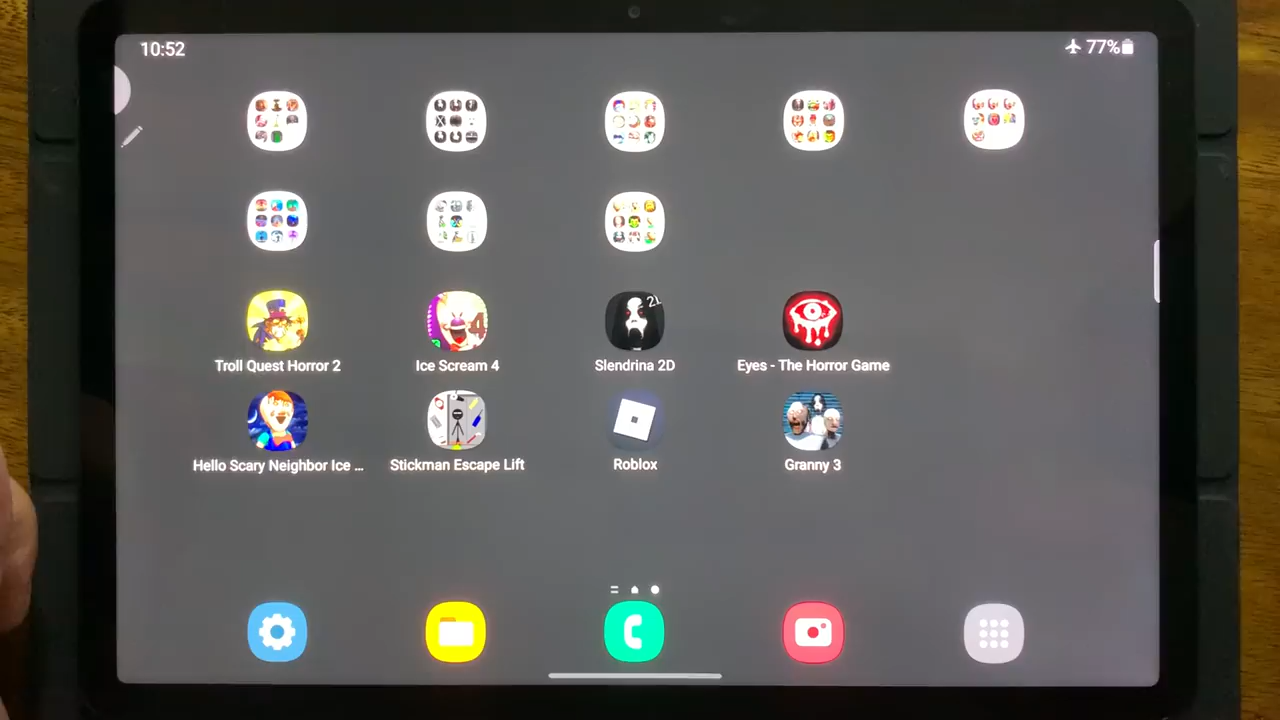 10:52
77%
Troll Quest Horror 2
Ice Scream 4
Slendrina 2D
Eyes - The Horror Game
Hello Scary Neighbor Ice ...
Stickman Escape Lift
Roblox
Granny 3